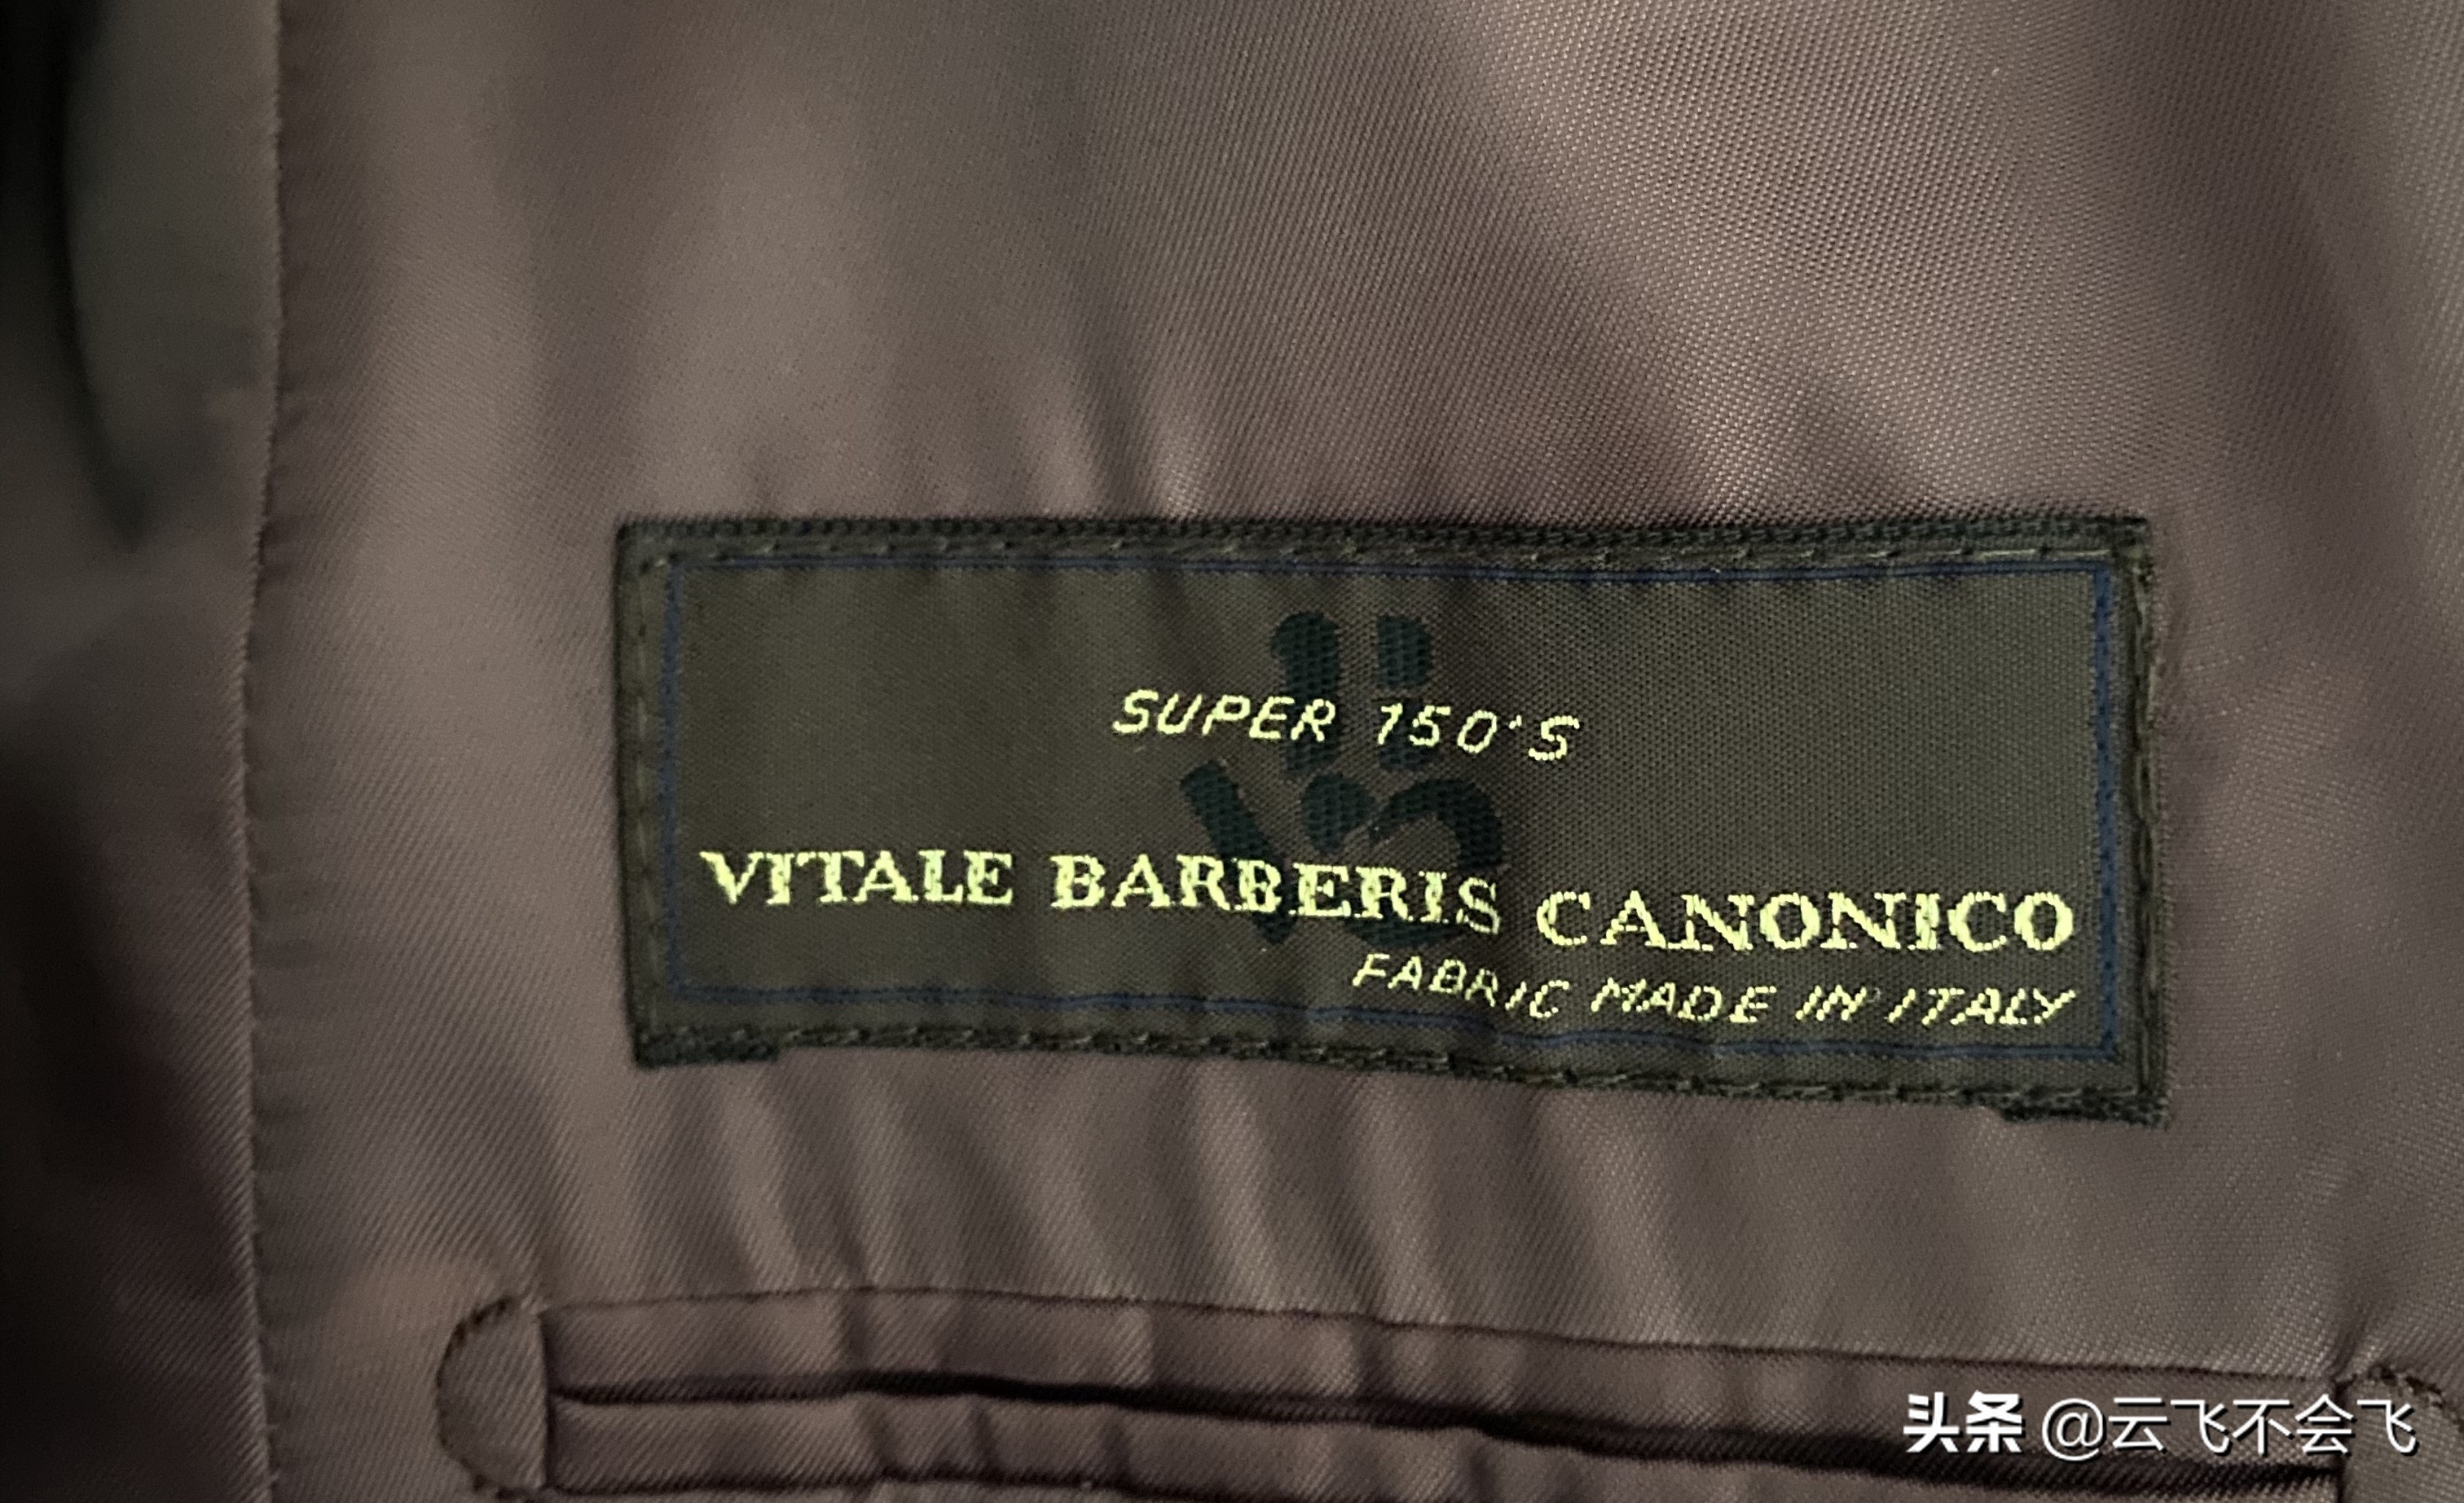 SUPER 150'S
VITALE BARBERIS CANONICO
FABRIC MADE IN ITALY
头条 @云飞不会飞